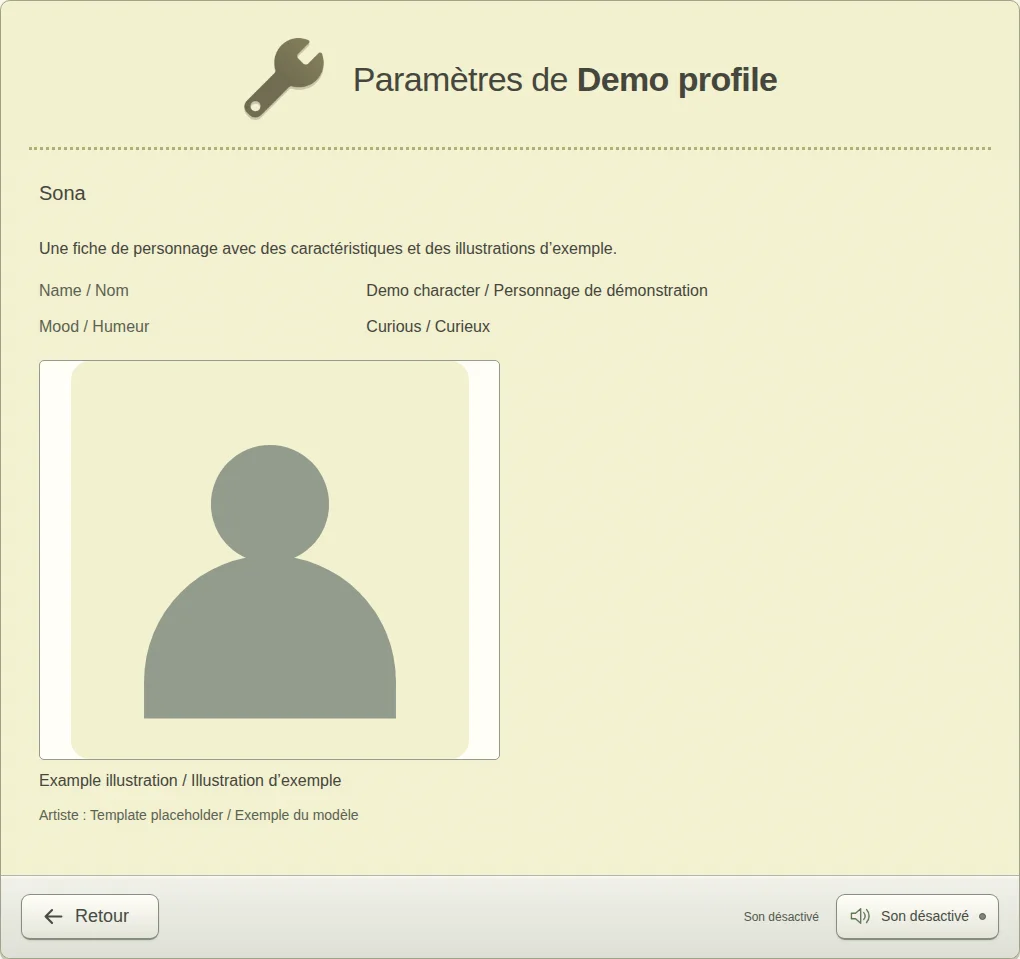 Paramètres de Demo profile
Sona
Une fiche de personnage avec des caractéristiques et des illustrations d’exemple.
Name / Nom Demo character / Personnage de démonstration
Mood / Humeur Curious / Curieux
Example illustration / Illustration d’exemple
Artiste : Template placeholder / Exemple du modèle
Retour Son désactivé Son désactivé